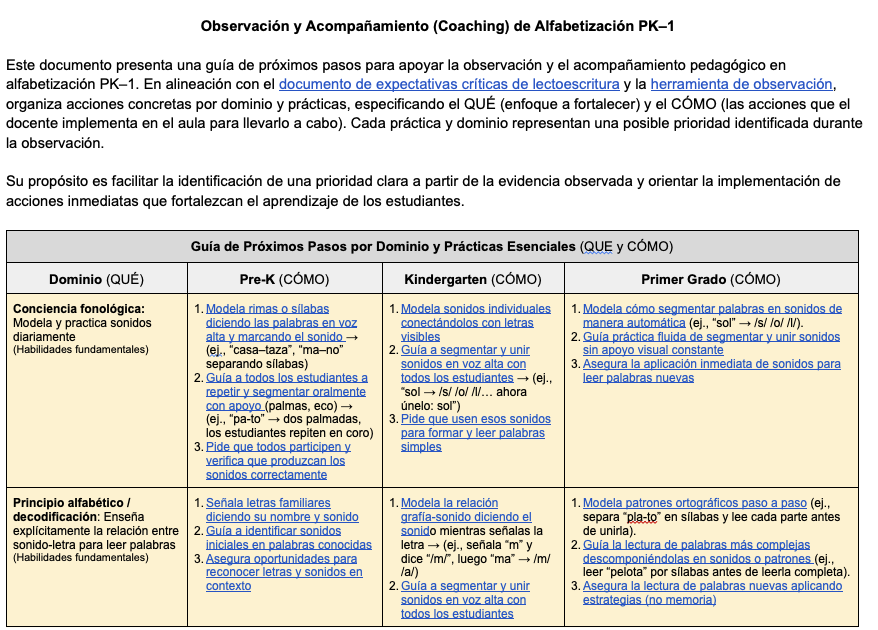 Observación y Acompañamiento (Coaching) de Alfabetización PK–1
Este documento presenta una guía de próximos pasos para apoyar la observación y el acompañamiento pedagógico en
alfabetización PK–1. En alineación con el documento de expectativas críticas de lectoescritura y la herramienta de observación,
organiza acciones concretas por dominio y prácticas, especificando el QUÉ (enfoque a fortalecer) y el CÓMO (las acciones que el
docente implementa en el aula para llevarlo a cabo). Cada práctica y dominio representan una posible prioridad identificada durante
la observación.
Su propósito es facilitar la identificación de una prioridad clara a partir de la evidencia observada y orientar la implementación de
acciones inmediatas que fortalezcan el aprendizaje de los estudiantes.
Guía de Próximos Pasos por Dominio y Prácticas Esenciales (QUE y CÓMO)
Dominio (QUÉ)
Pre-K (CÓMO)
Kindergarten (CÓMO)
Primer Grado (CÓMO)
Conciencia fonológica:
Modela y practica sonidos
diariamente
(Habilidades fundamentales)
1. Modela rimas o sílabas
diciendo las palabras en voz
alta y marcando el sonido →
(ej., “casa–taza”, “ma–no”
separando sílabas)
2. Guía a todos los estudiantes a
repetir y segmentar oralmente
con apoyo (palmas, eco) →
(ej., “pa-to” → dos palmadas,
los estudiantes repiten en coro)
3. Pide que todos participen y
verifica que produzcan los
sonidos correctamente
1. Modela sonidos individuales
conectándolos con letras
visibles
2. Guía a segmentar y unir
sonidos en voz alta con
todos los estudiantes → (ej.,
“sol → /s/ /o/ /l/… ahora
únelo: sol”)
3. Pide que usen esos sonidos
para formar y leer palabras
simples
1. Modela cómo segmentar palabras en sonidos de
manera automática (ej., “sol” → /s/ /o/ /l/).
2. Guía práctica fluida de segmentar y unir sonidos
sin apoyo visual constante
3. Asegura la aplicación inmediata de sonidos para
leer palabras nuevas
Principio alfabético /
decodificación: Enseña
explícitamente la relación entre
sonido-letra para leer palabras
(Habilidades fundamentales)
1. Señala letras familiares
diciendo su nombre y sonido
2. Guía a identificar sonidos
iniciales en palabras conocidas
3. Asegura oportunidades para
reconocer letras y sonidos en
contexto
1. Modela la relación
grafía-sonido diciendo el
sonido mientras señalas la
letra → (ej., señala “m” y
dice “/m/”, luego “ma” → /m/
/a/)
2. Guía a segmentar y unir
sonidos en voz alta con
todos los estudiantes
1. Modela patrones ortográficos paso a paso (ej.,
separa “pla-to” en sílabas y lee cada parte antes
de unirla).
2. Guía la lectura de palabras más complejas
descomponiéndolas en sonidos o patrones (ej.,
leer “pelota” por sílabas antes de leerla completa).
3. Asegura la lectura de palabras nuevas aplicando
estrategias (no memoria)